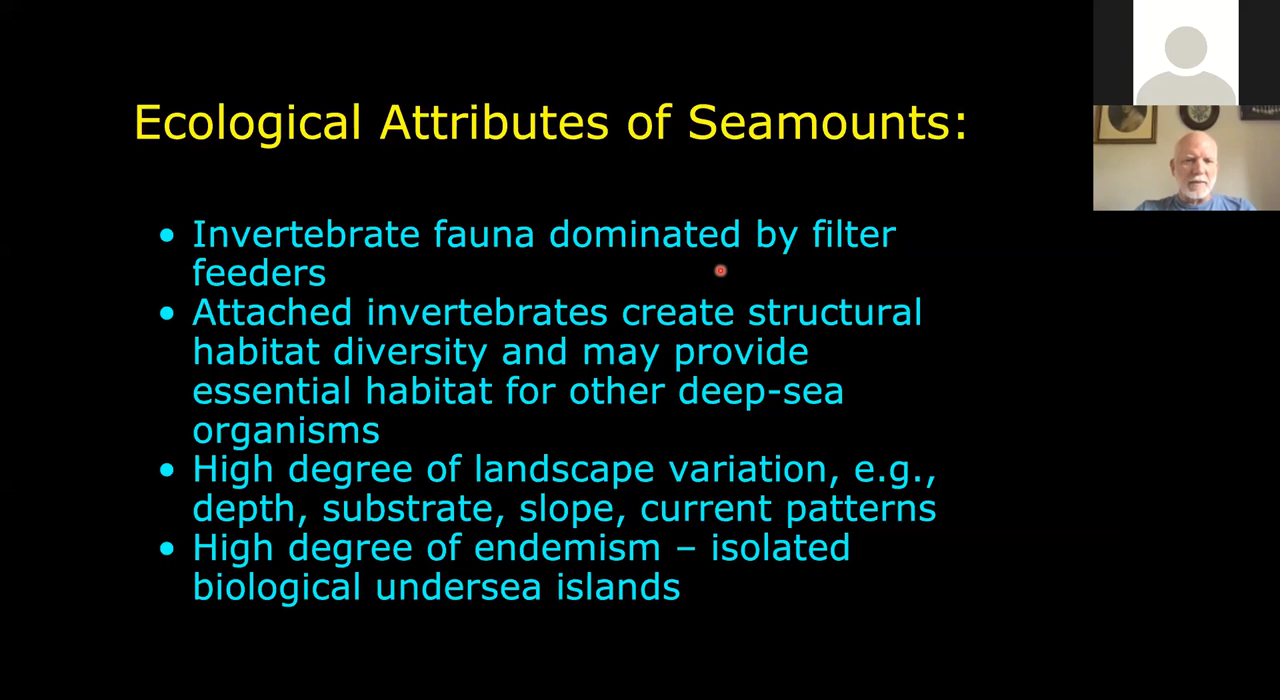 Ecological Attributes of Seamounts:
• Invertebrate fauna dominated by filter
feeders
• Attached invertebrates create structural
habitat diversity and may provide
essential habitat for other deep-sea
organisms
• High degree of landscape variation, e.g.,
depth, substrate, slope, current patterns
• High degree of endemism – isolated
biological undersea islands